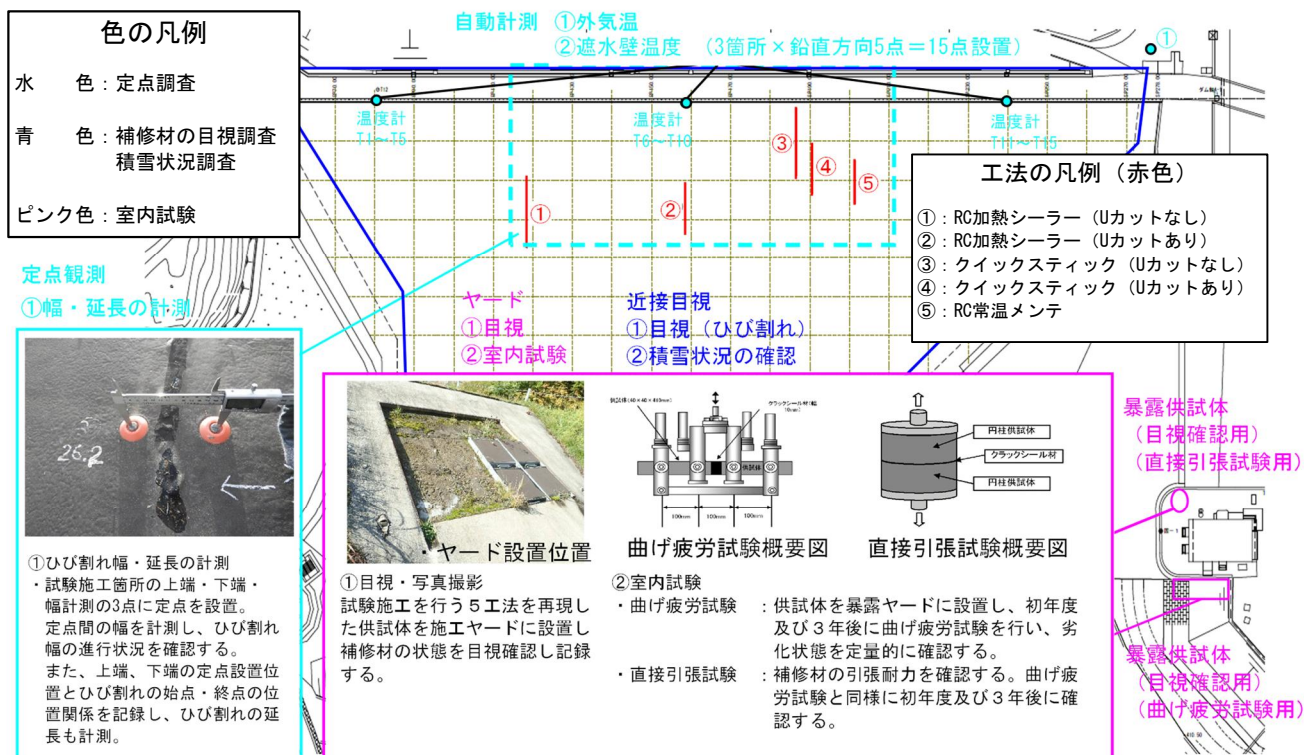 色の凡例
水　　色：定点調査
青　　色：補修材の目視調査
積雪状況調査
ピンク色：室内試験
自動計測 ①外気温
②遮水壁温度 （3箇所×鉛直方向5点＝15点設置）
①
温度計
T1～T5
温度計
T6～T10
温度計
T11～T15
①
②
③
④
⑤
工法の凡例（赤色）
①：RC加熱シーラー（Uカットなし）
②：RC加熱シーラー（Uカットあり）
③：クイックスティック（Uカットなし）
④：クイックスティック（Uカットあり）
⑤：RC常温メンテ
定点観測
①幅・延長の計測
ヤード
①目視
②室内試験
近接目視
①目視（ひび割れ）
②積雪状況の確認
26.2
①ひび割れ幅・延長の計測
・試験施工箇所の上端・下端・
幅計測の3点に定点を設置。
定点間の幅を計測し、ひび割れ
幅の進行状況を確認する。
また、上端、下端の定点設置位
置とひび割れの始点・終点の位
置関係を記録し、ひび割れの延
長も計測。
・ヤード設置位置
①目視・写真撮影
試験施工を行う５工法を再現し
た供試体を施工ヤードに設置し
補修材の状態を目視確認し記録
する。
供試体
100mm
100mm
100mm
曲げ疲労試験概要図
円柱供試体
クラックシール材
円柱供試体
直接引張試験概要図
②室内試験
・曲げ疲労試験　：供試体を暴露ヤードに設置し、初年度
及び３年後に曲げ疲労試験を行い、劣
化状態を定量的に確認する。
・直接引張試験　：補修材の引張耐力を確認する。曲げ疲
労試験と同様に初年度及び３年後に確
認する。
暴露供試体
（目視確認用）
（直接引張試験用）
暴露供試体
（目視確認用）
（曲げ疲労試験用）